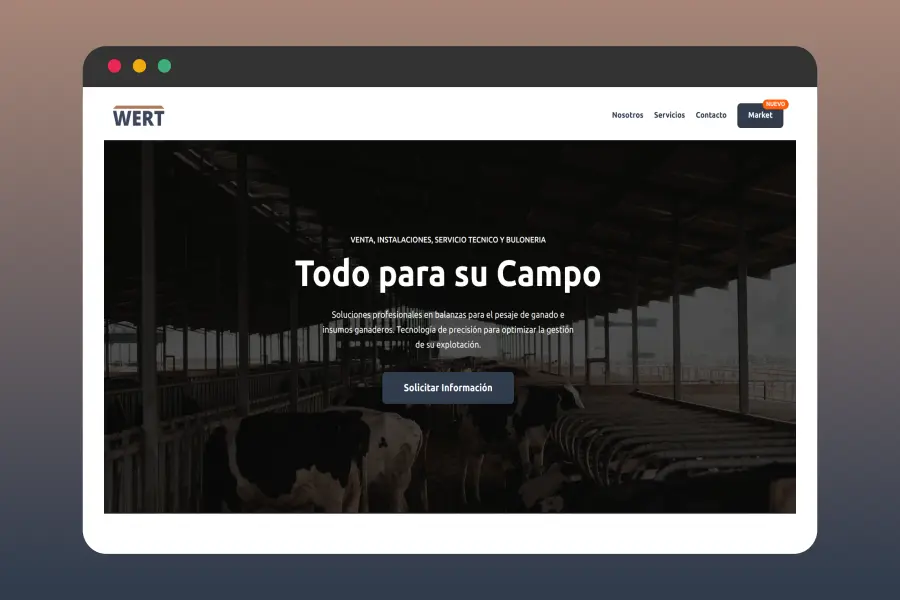 WERT
Nosotros Servicios Contacto Market
NUEVO
VENTA, INSTALACIONES, SERVICIO TECNICO Y BULONERIA
Todo para su Campo
Soluciones profesionales en balanzas para el pesaje de ganado e
insumos ganaderos. Tecnología de precisión para optimizar la gestión
de su explotación.
Solicitar Información